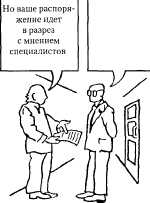 Но ваше распоря-
жение идет
в разрез
с мнением
специалистов